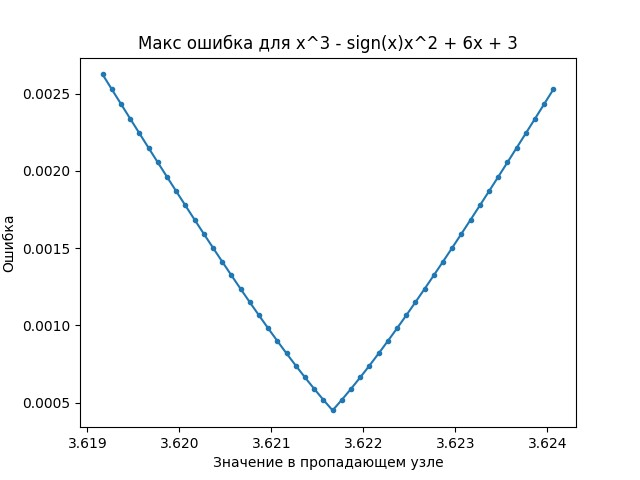 Макс ошибка для x^3 - sign(x)x^2 + 6x + 3
Ошибка
0.0025
0.0020
0.0015
0.0010
0.0005
3.619 3.620 3.621 3.622 3.623 3.624
Значение в пропадающем узле